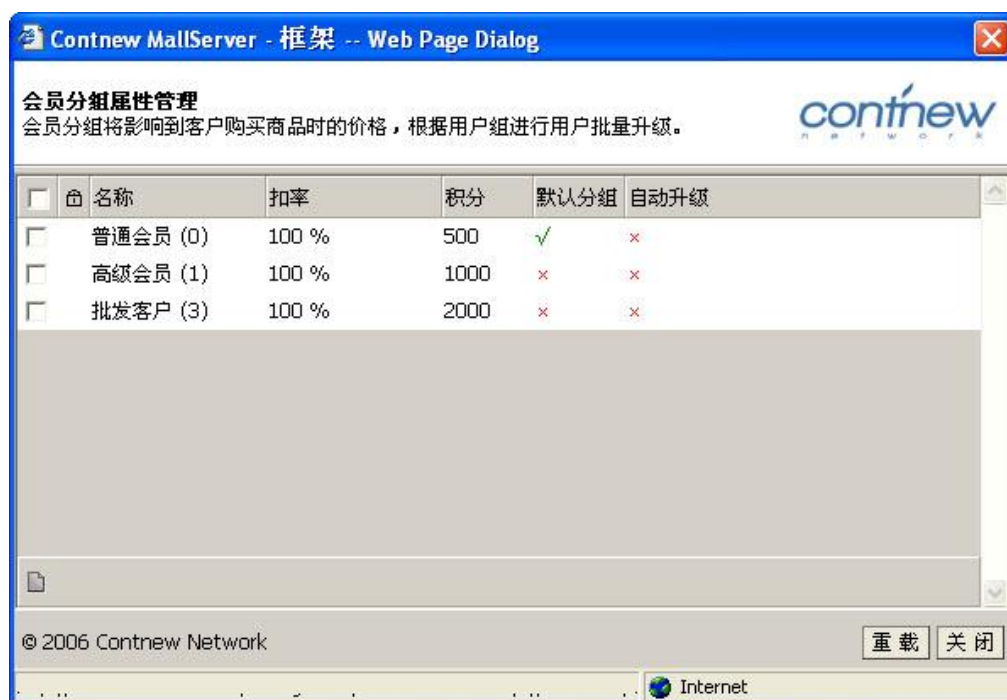 Contnew MallServer - 框架 -- Web Page Dialog
会员分组属性管理
会员分组将影响到客户购买商品时的价格，根据用户组进行用户批量升级。
contnew
network
名称 扣率 积分 默认分组 自动升级
普通会员 (0) 100 % 500 √ ×
高级会员 (1) 100 % 1000 × ×
批发客户 (3) 100 % 2000 × ×
© 2006 Contnew Network
重载 关闭
Internet